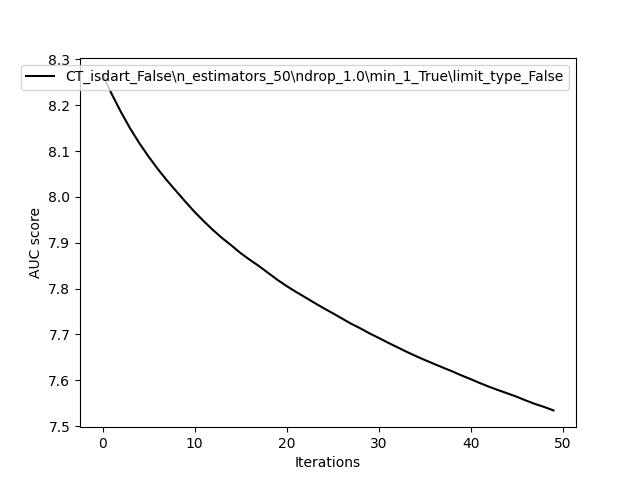 8.3
CT_isdart_False\n_estimators_50\ndrop_1.0\min_1_True\limit_type_False
8.2
8.1
8.0
7.9
7.8
7.7
7.6
7.5
AUC score
0 10 20 30 40 50
Iterations